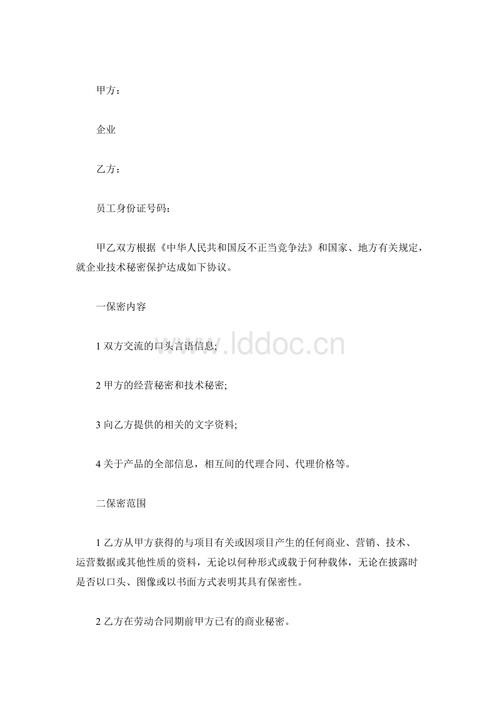 甲方：
企业
乙方；
员工身份证号码：
甲乙双方根据《中华人民共和国反不正当竞争法》和国家、地方有关规定，
就企业技术秘密保护达成如下协议。
一保密内容
1 双方交流的口头言语信息;
www.lddoc.cn
2 甲方的经营秘密和技术秘密;
3 向乙方提供的相关的文字资料;
4 关于产品的全部信息，相互间的代理合同、代理价格等。
二保密范围
1 乙方从甲方获得的与项目有关或因项目产生的任何商业、营销、技术、
运营数据或其他性质的资料，无论以何种形式或载于何种载体，无论在披露时
是否以口头、图像或以书面方式表明其具有保密性。
2 乙方在劳动合同期前甲方已有的商业秘密。